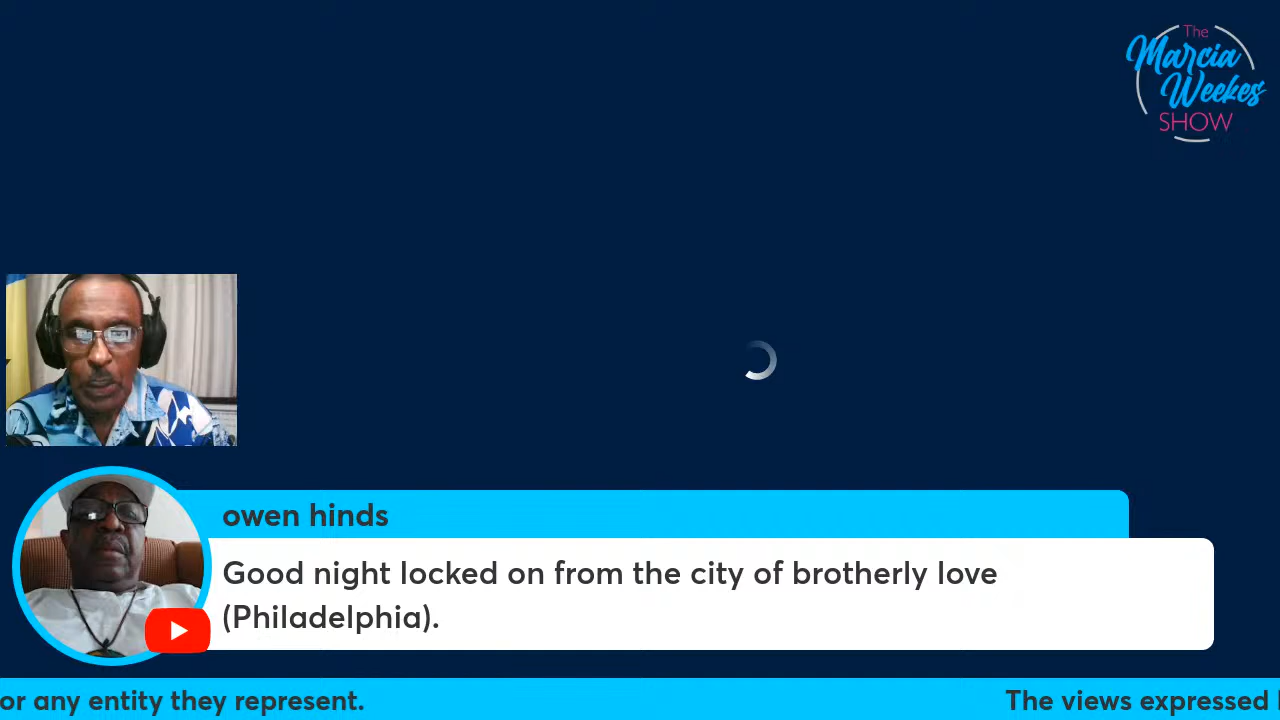 The
Marcia
Weekes
SHOW
owen hinds
Good night locked on from the city of brotherly love
(Philadelphia).
or any entity they represent.
The views expressed